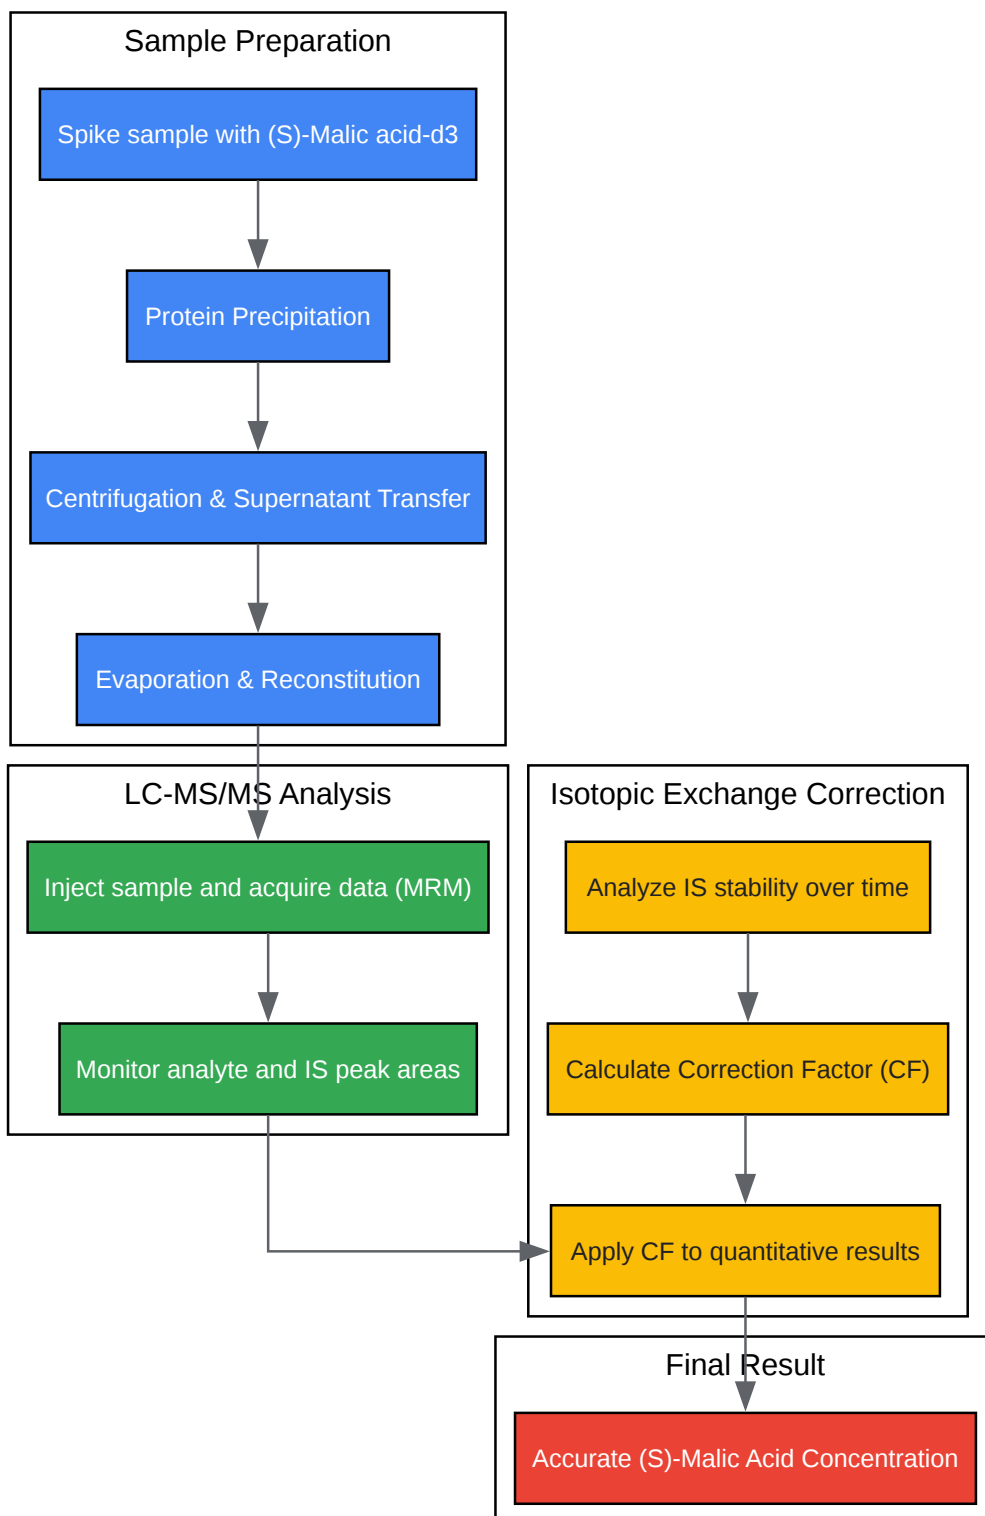 Sample Preparation
Spike sample with (S)-Malic acid-d3
Protein Precipitation
Centrifugation & Supernatant Transfer
Evaporation & Reconstitution
LC-MS/MS Analysis
Inject sample and acquire data (MRM)
Monitor analyte and IS peak areas
Isotopic Exchange Correction
Analyze IS stability over time
Calculate Correction Factor (CF)
Apply CF to quantitative results
Final Result
Accurate (S)-Malic Acid Concentration